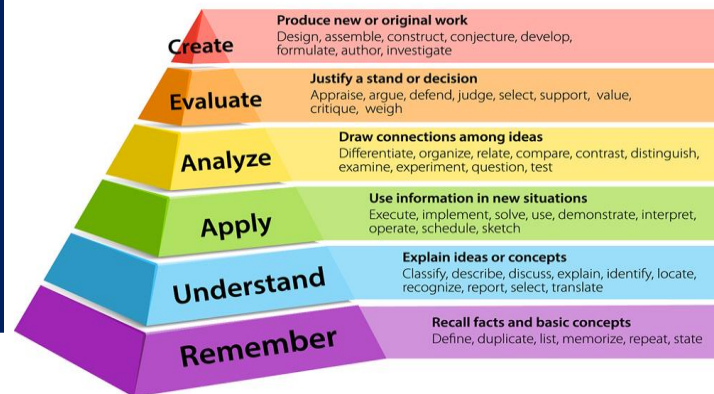 Create
Produce new or original work
Design, assemble, construct, conjecture, develop,
formulate, author, investigate
Evaluate
Justify a stand or decision
Appraise, argue, defend, judge, select, support, value,
critique, weigh
Analyze
Draw connections among ideas
Differentiate, organize, relate, compare, contrast, distinguish,
examine, experiment, question, test
Apply
Use information in new situations
Execute, implement, solve, use, demonstrate, interpret,
operate, schedule, sketch
Understand
Explain ideas or concepts
Classify, describe, discuss, explain, identify, locate,
recognize, report, select, translate
Remember
Recall facts and basic concepts
Define, duplicate, list, memorize, repeat, state